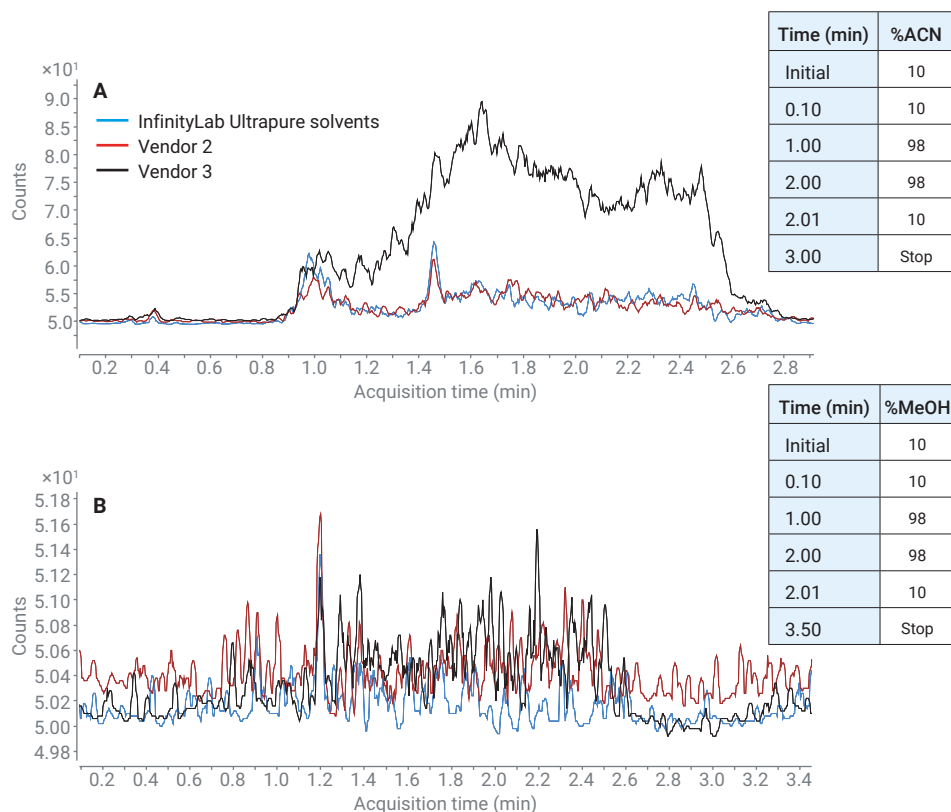 Time (min) %ACN
Initial 10
0.10 10
1.00 98
2.00 98
2.01 10
3.00 Stop
×10¹
A
InfinityLab Ultrapure solvents
Vendor 2
Vendor 3
9.0
8.5
8.0
7.5
7.0
6.5
6.0
5.5
5.0
Counts
0.2 0.4 0.6 0.8 1.0 1.2 1.4 1.6 1.8 2.0 2.2 2.4 2.6 2.8
Acquisition time (min)
Time (min) %MeOH
Initial 10
0.10 10
1.00 98
2.00 98
2.01 10
3.50 Stop
×10¹
B
5.18
5.16
5.14
5.12
5.10
5.08
5.06
5.04
5.02
5.00
4.98
Counts
0.2 0.4 0.6 0.8 1.0 1.2 1.4 1.6 1.8 2.0 2.2 2.4 2.6 2.8 3.0 3.2 3.4
Acquisition time (min)